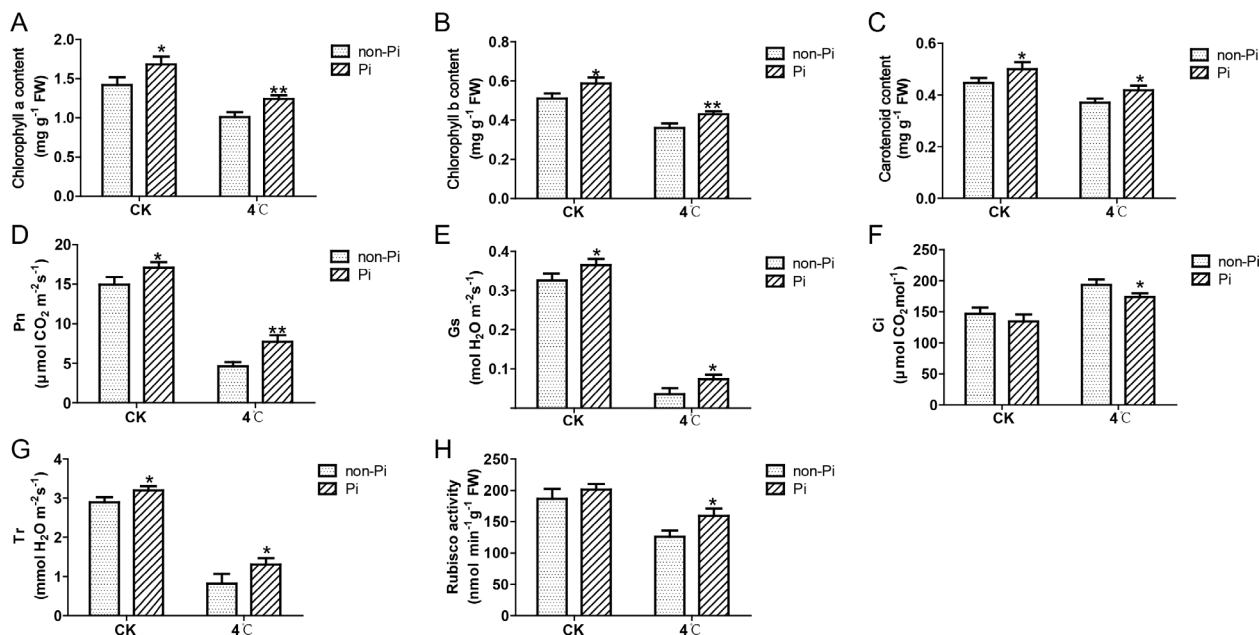 A
Chlorophyll a content
(mg g⁻¹ FW)
2.0
1.5
1.0
0.5
0.0
*
**
CK
4℃
non-Pi
Pi
B
Chlorophyll b content
(mg g⁻¹ FW)
0.8
0.6
0.4
0.2
0.0
*
**
CK
4℃
non-Pi
Pi
C
Carotenoid content
(mg g⁻¹ FW)
0.6
0.4
0.2
0.0
*
*
CK
4℃
non-Pi
Pi
D
Pn
(μmol CO₂ m⁻²s⁻¹)
20
15
10
5
0
*
**
CK
4℃
non-Pi
Pi
E
Gs
(mol H₂O m⁻²s⁻¹)
0.4
0.3
0.2
0.1
*
*
CK
4℃
non-Pi
Pi
F
Ci
(μmol CO₂mol⁻¹)
250
200
150
100
50
0
*
CK
4℃
non-Pi
Pi
G
Tr
(mmol H₂O m⁻²s⁻¹)
4
3
2
1
0
*
*
CK
4℃
non-Pi
Pi
H
Rubisco activity
(nmol min⁻¹g⁻¹ FW)
250
200
150
100
50
0
*
CK
4℃
non-Pi
Pi